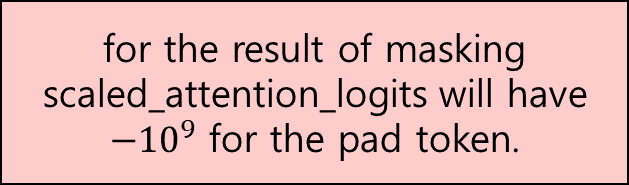 for the result of masking
scaled_attention_logits will have
−10⁹ for the pad token.